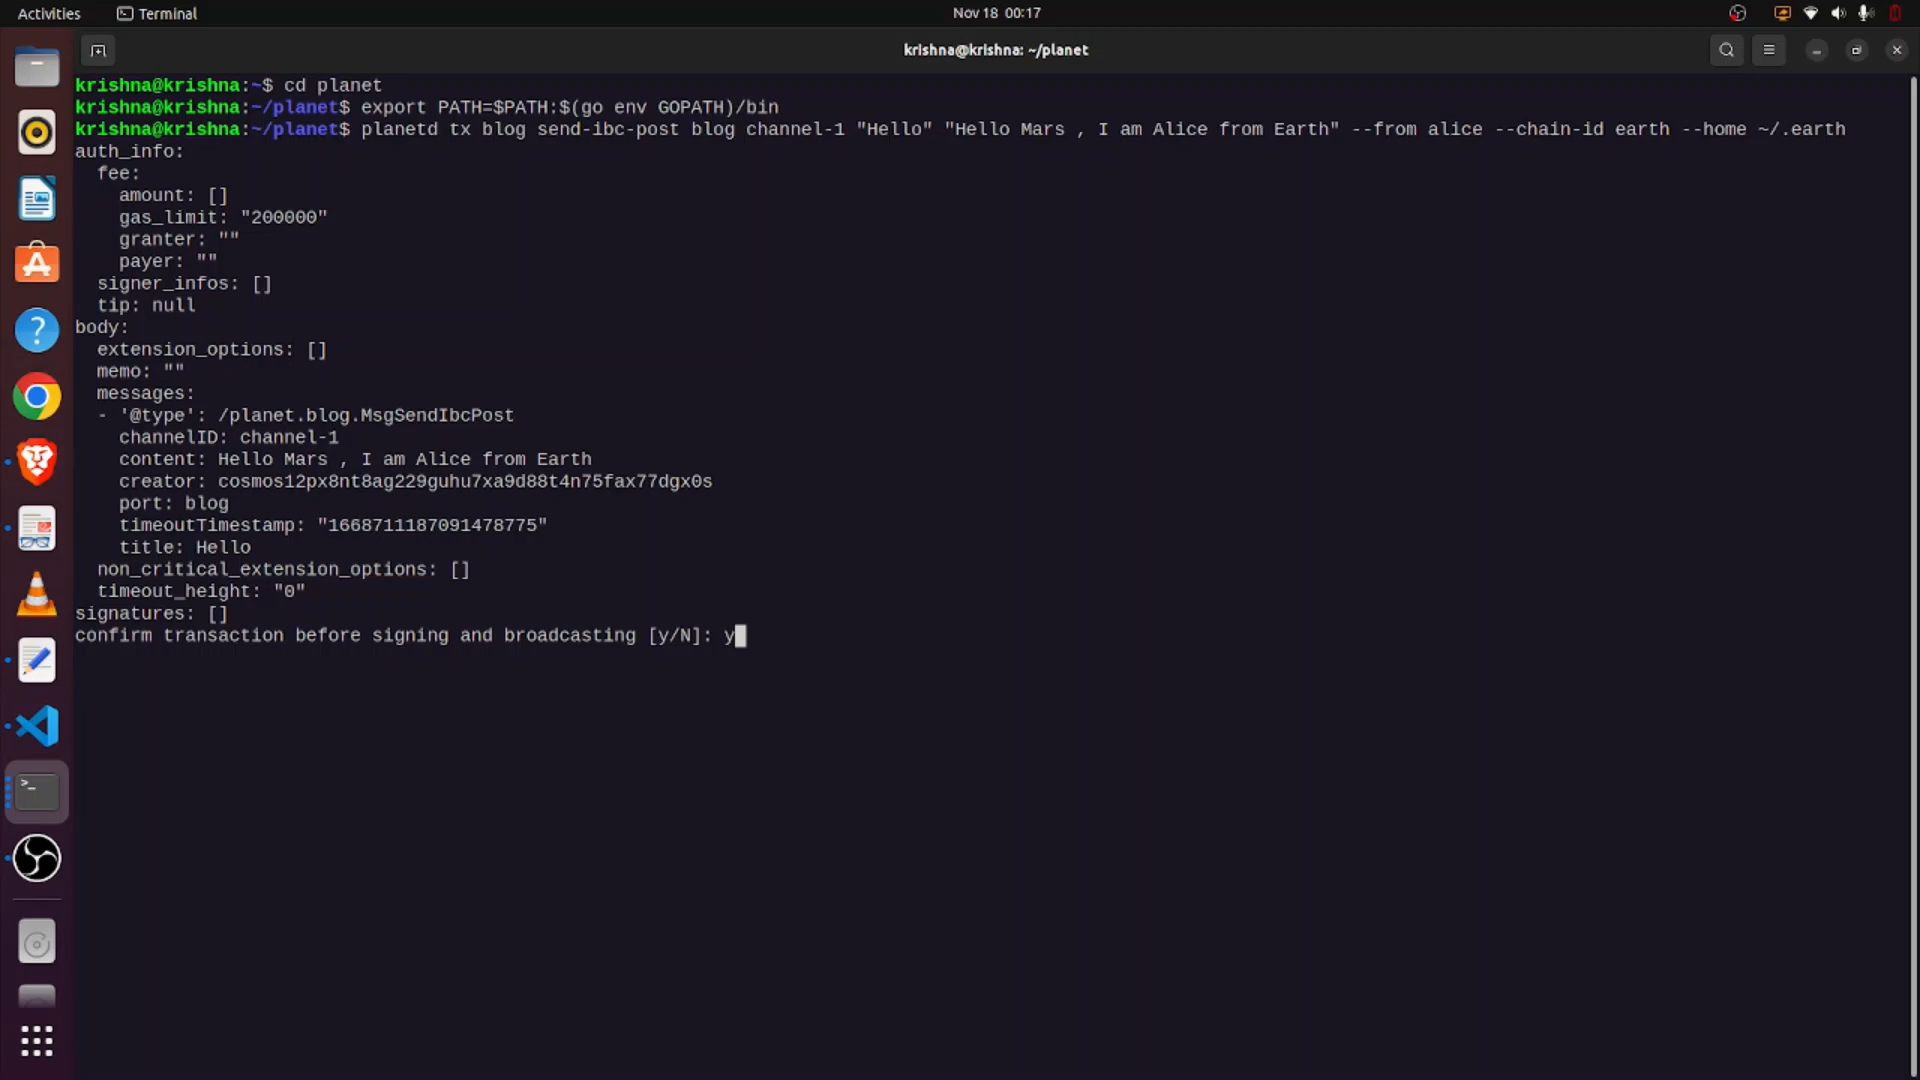 Activities
Terminal
Nov 18 00:17
krishna@krishna: ~/planet
krishna@krishna:~$ cd planet
krishna@krishna:~/planet$ export PATH=$PATH:$(go env GOPATH)/bin
krishna@krishna:~/planet$ planetd tx blog send-ibc-post blog channel-1 "Hello" "Hello Mars , I am Alice from Earth" --from alice --chain-id earth --home ~/.earth
auth_info:
  fee:
    amount: []
    gas_limit: "200000"
    granter: ""
    payer: ""
  signer_infos: []
  tip: null
body:
  extension_options: []
  memo: ""
  messages:
  - '@type': /planet.blog.MsgSendIbcPost
    channelID: channel-1
    content: Hello Mars , I am Alice from Earth
    creator: cosmos12px8nt8ag229guhu7xa9d88t4n75fax77dgx0s
    port: blog
    timeoutTimestamp: "1668711187091478775"
    title: Hello
  non_critical_extension_options: []
  timeout_height: "0"
signatures: []
confirm transaction before signing and broadcasting [y/N]: y